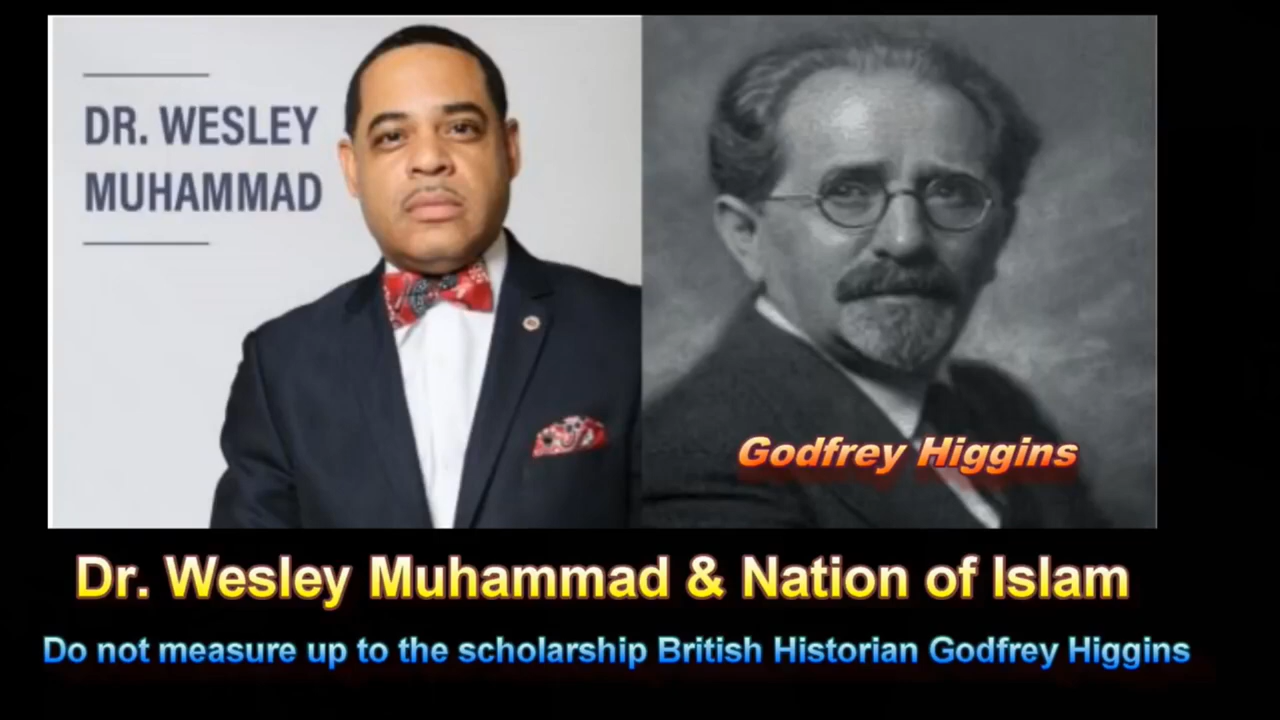 DR. WESLEY
MUHAMMAD
Godfrey Higgins
Dr. Wesley Muhammad & Nation of Islam
Do not measure up to the scholarship British Historian Godfrey Higgins